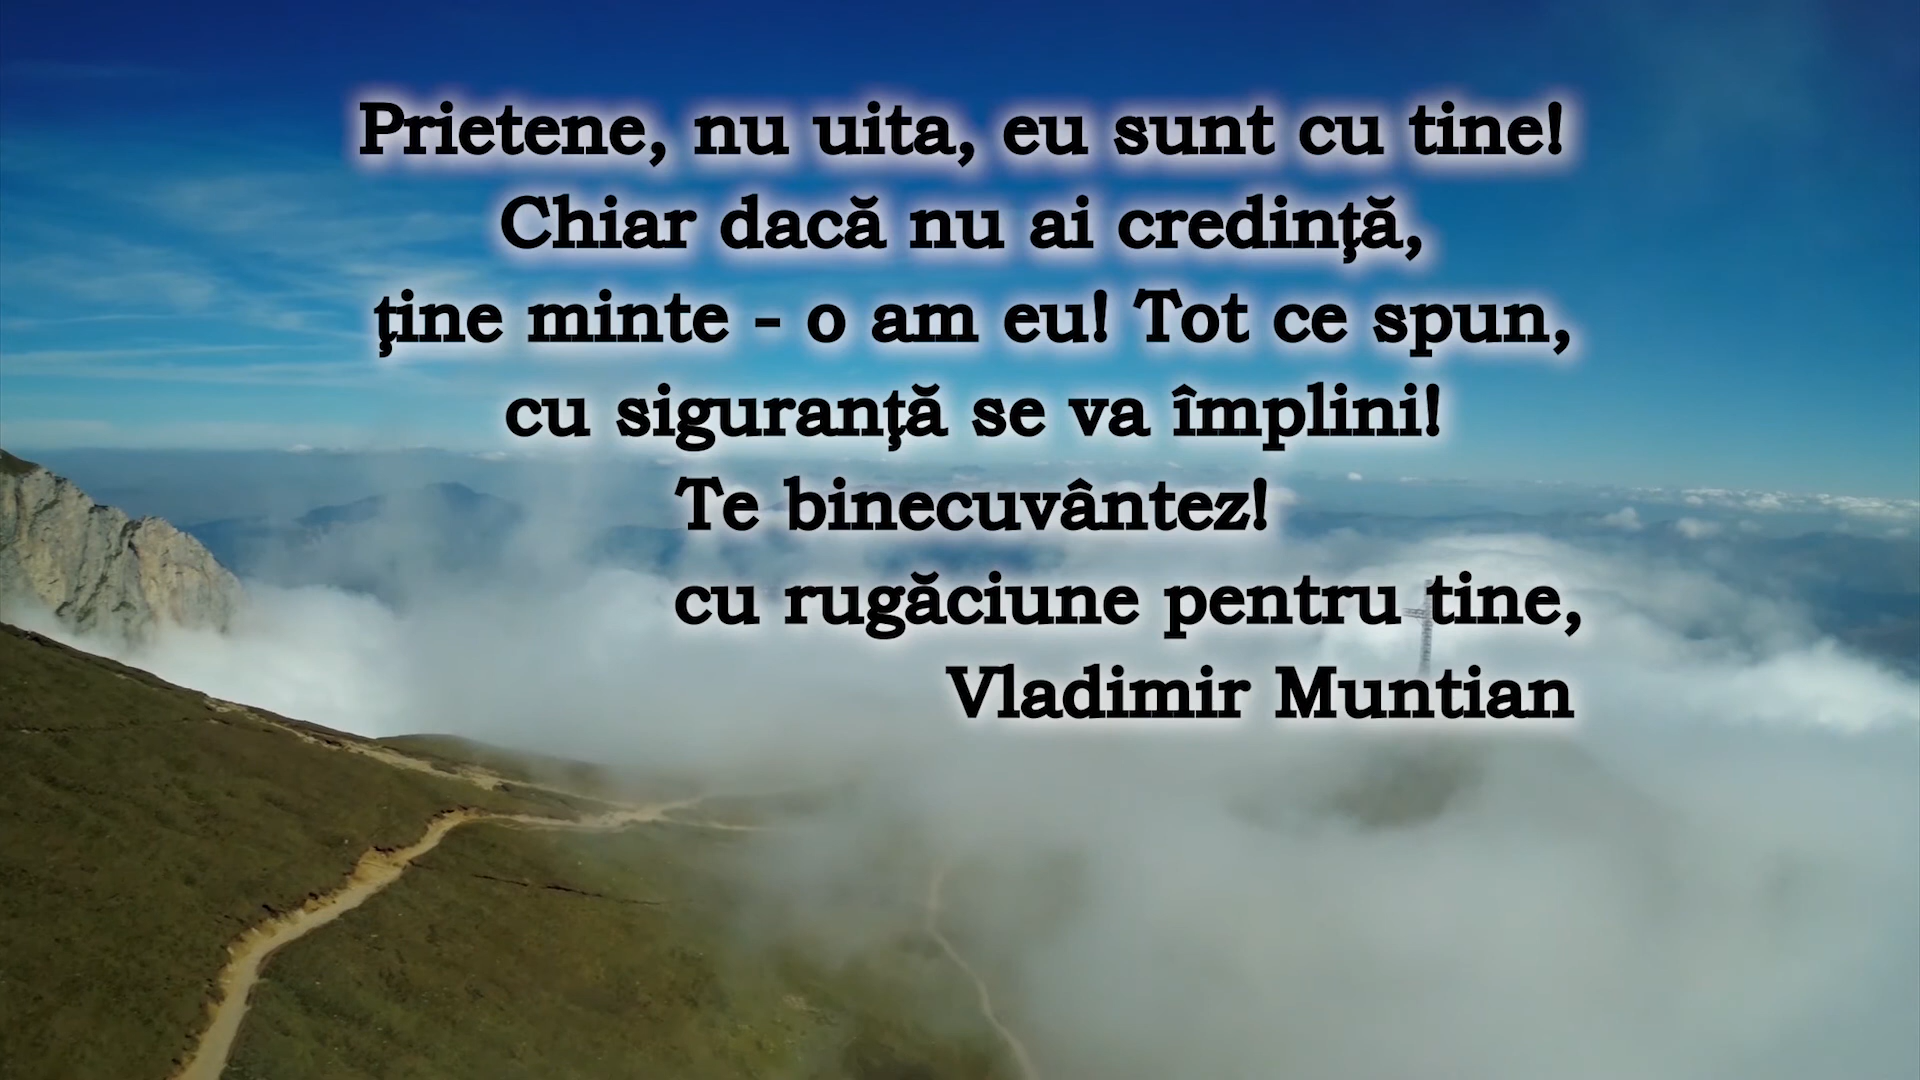 Prietene, nu uita, eu sunt cu tine!
Chiar dacă nu ai credinţă,
ţine minte - o am eu! Tot ce spun,
cu siguranţă se va împlini!
Te binecuvântez!
cu rugăciune pentru tine,
Vladimir Muntian